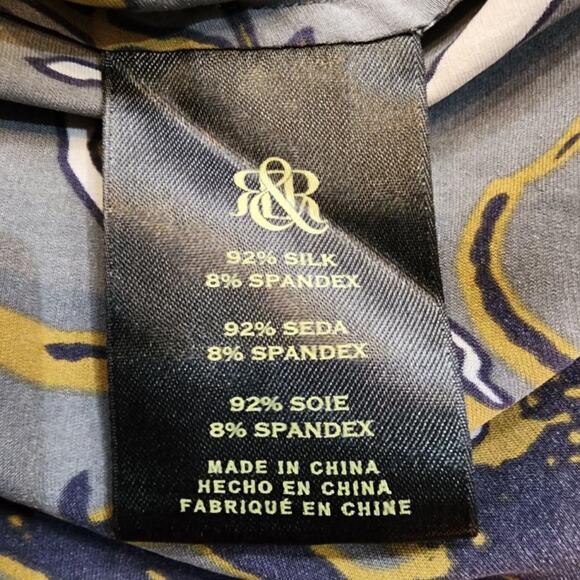 R&R
92% SILK
8% SPANDEX
92% SEDA
8% SPANDEX
92% SOIE
8% SPANDEX
MADE IN CHINA
HECHO EN CHINA
FABRIQUÉ EN CHINE